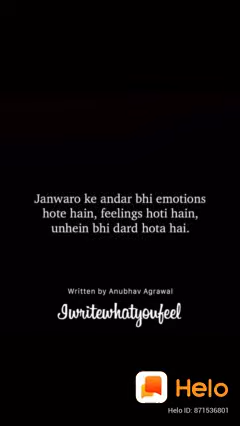 Janwaro ke andar bhi emotions
hote hain, feelings hoti hain,
unhein bhi dard hota hai.
Written by Anubhav Agrawal
Iwritewhatyoufeel
Helo
Helo ID: 871536801